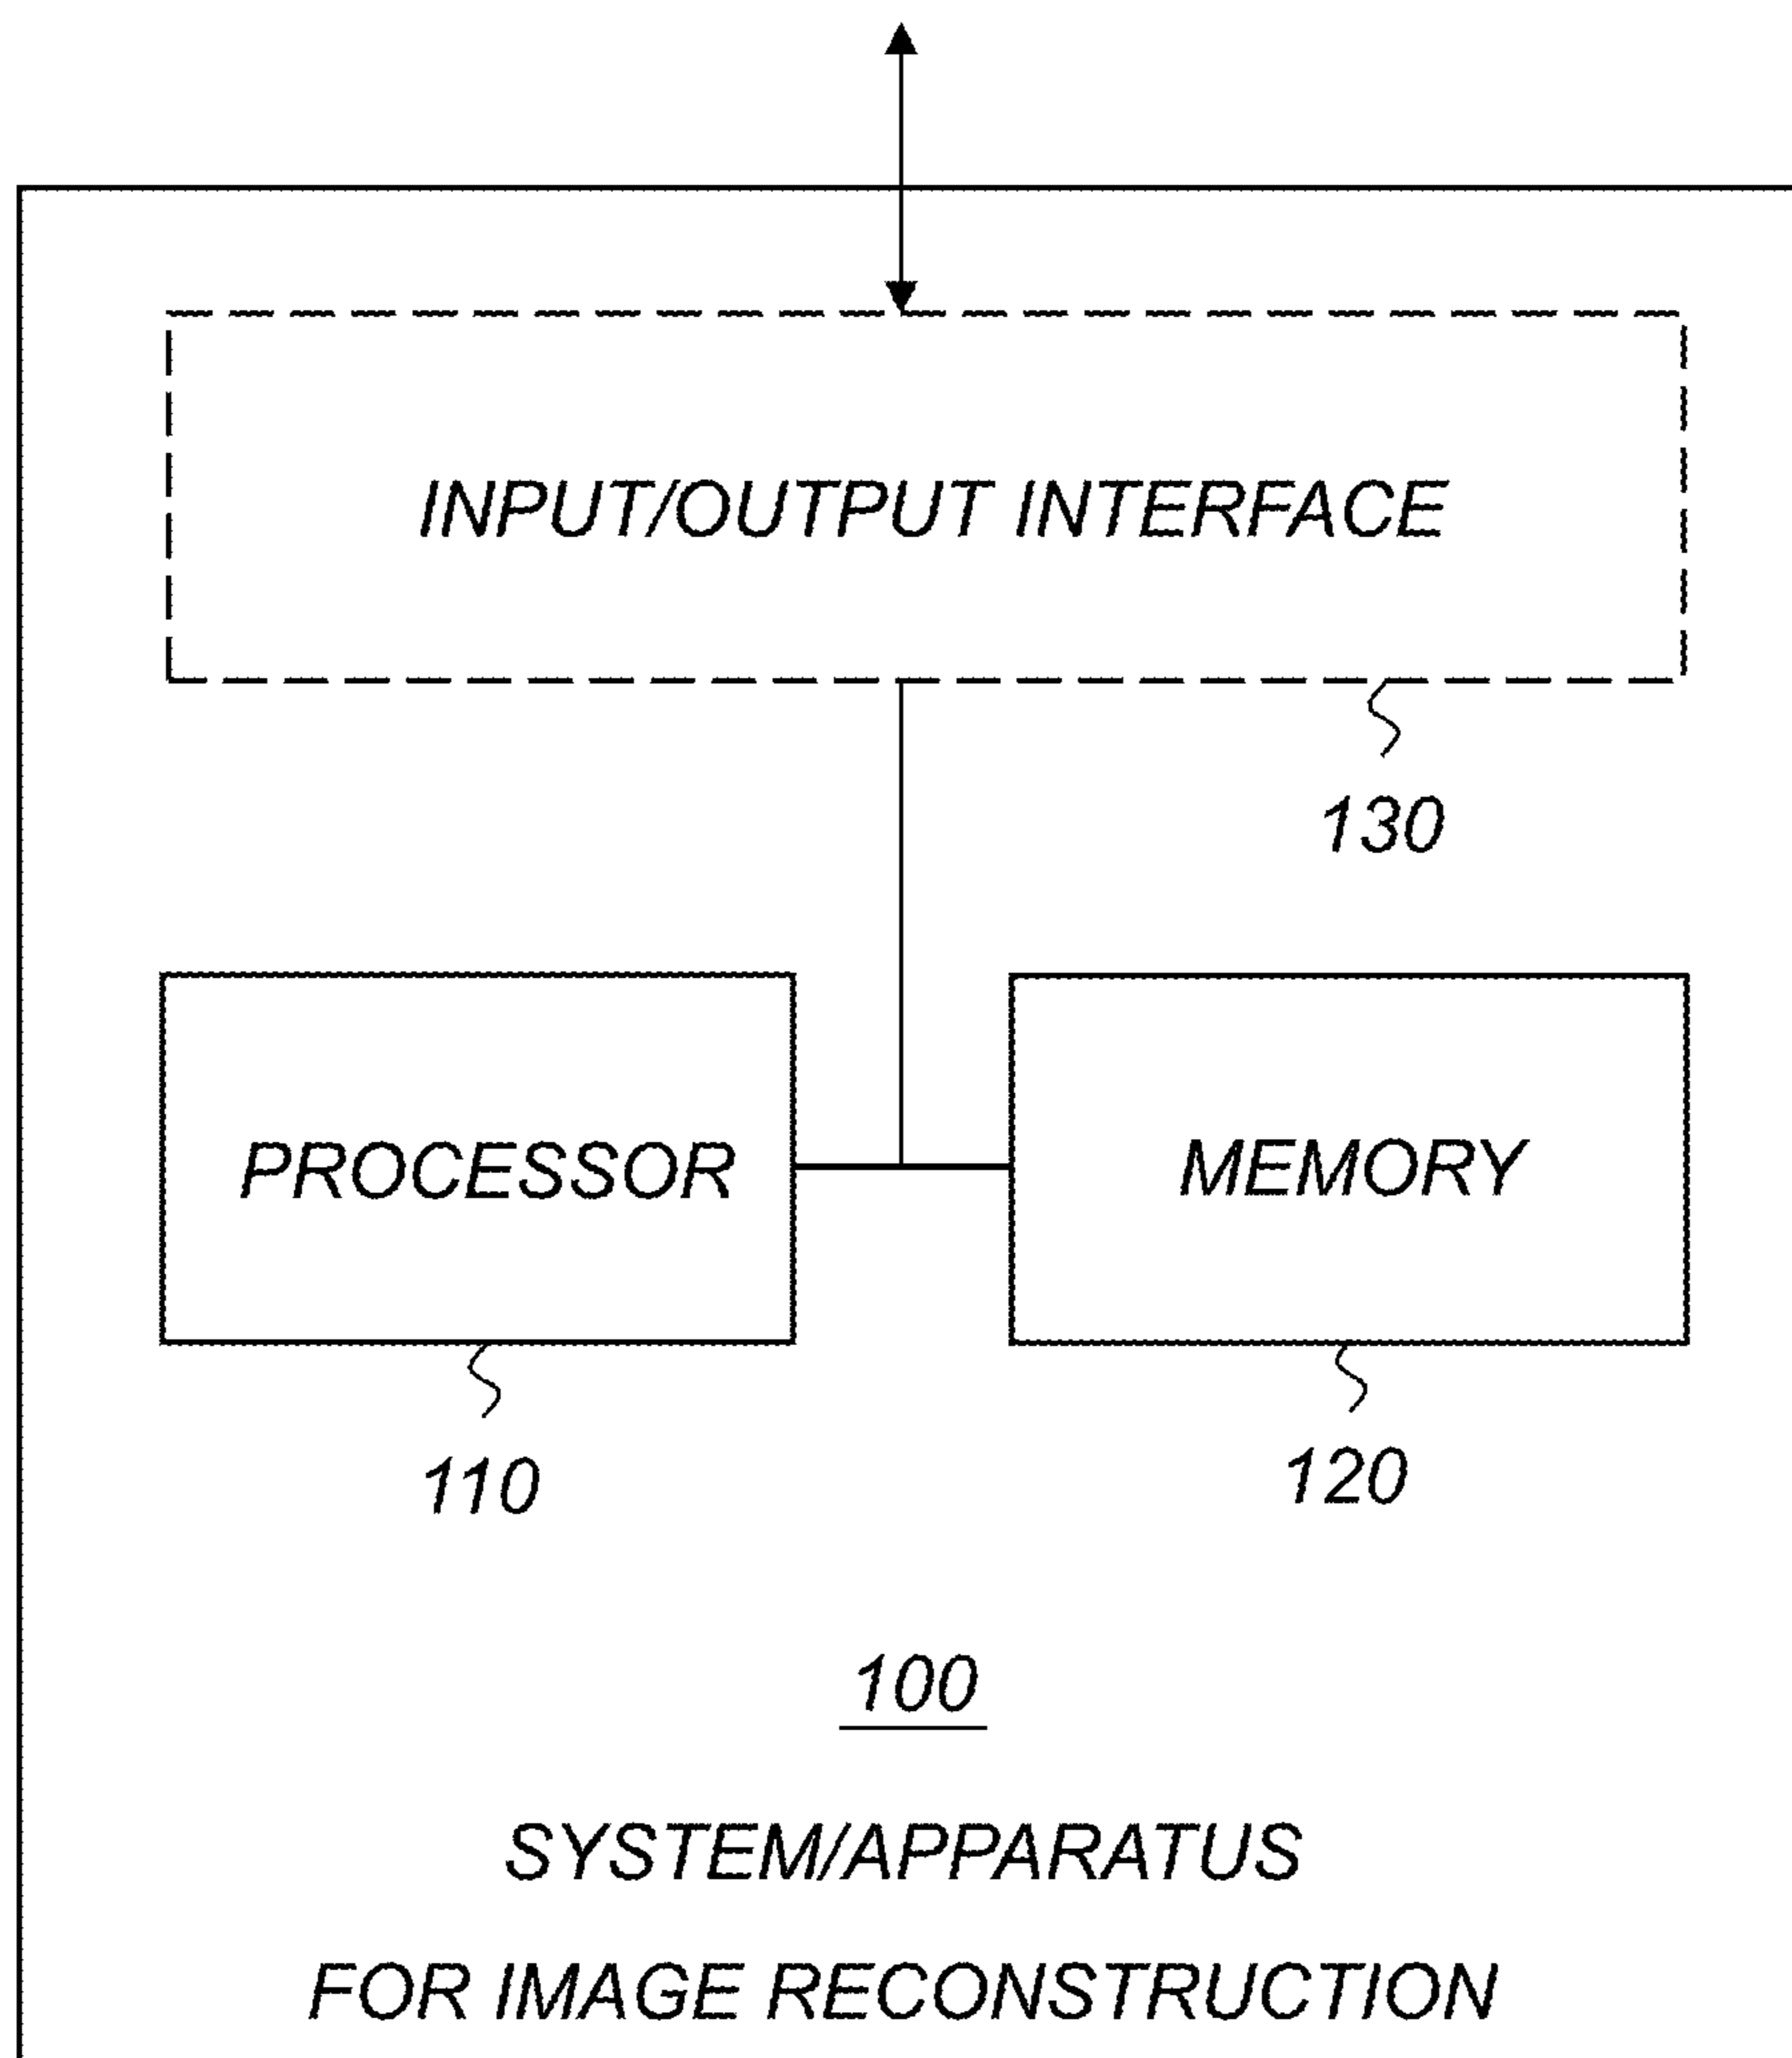 INPUT/OUTPUT INTERFACE
130
PROCESSOR
MEMORY
110
120
100
SYSTEM/APPARATUS
FOR IMAGE RECONSTRUCTION